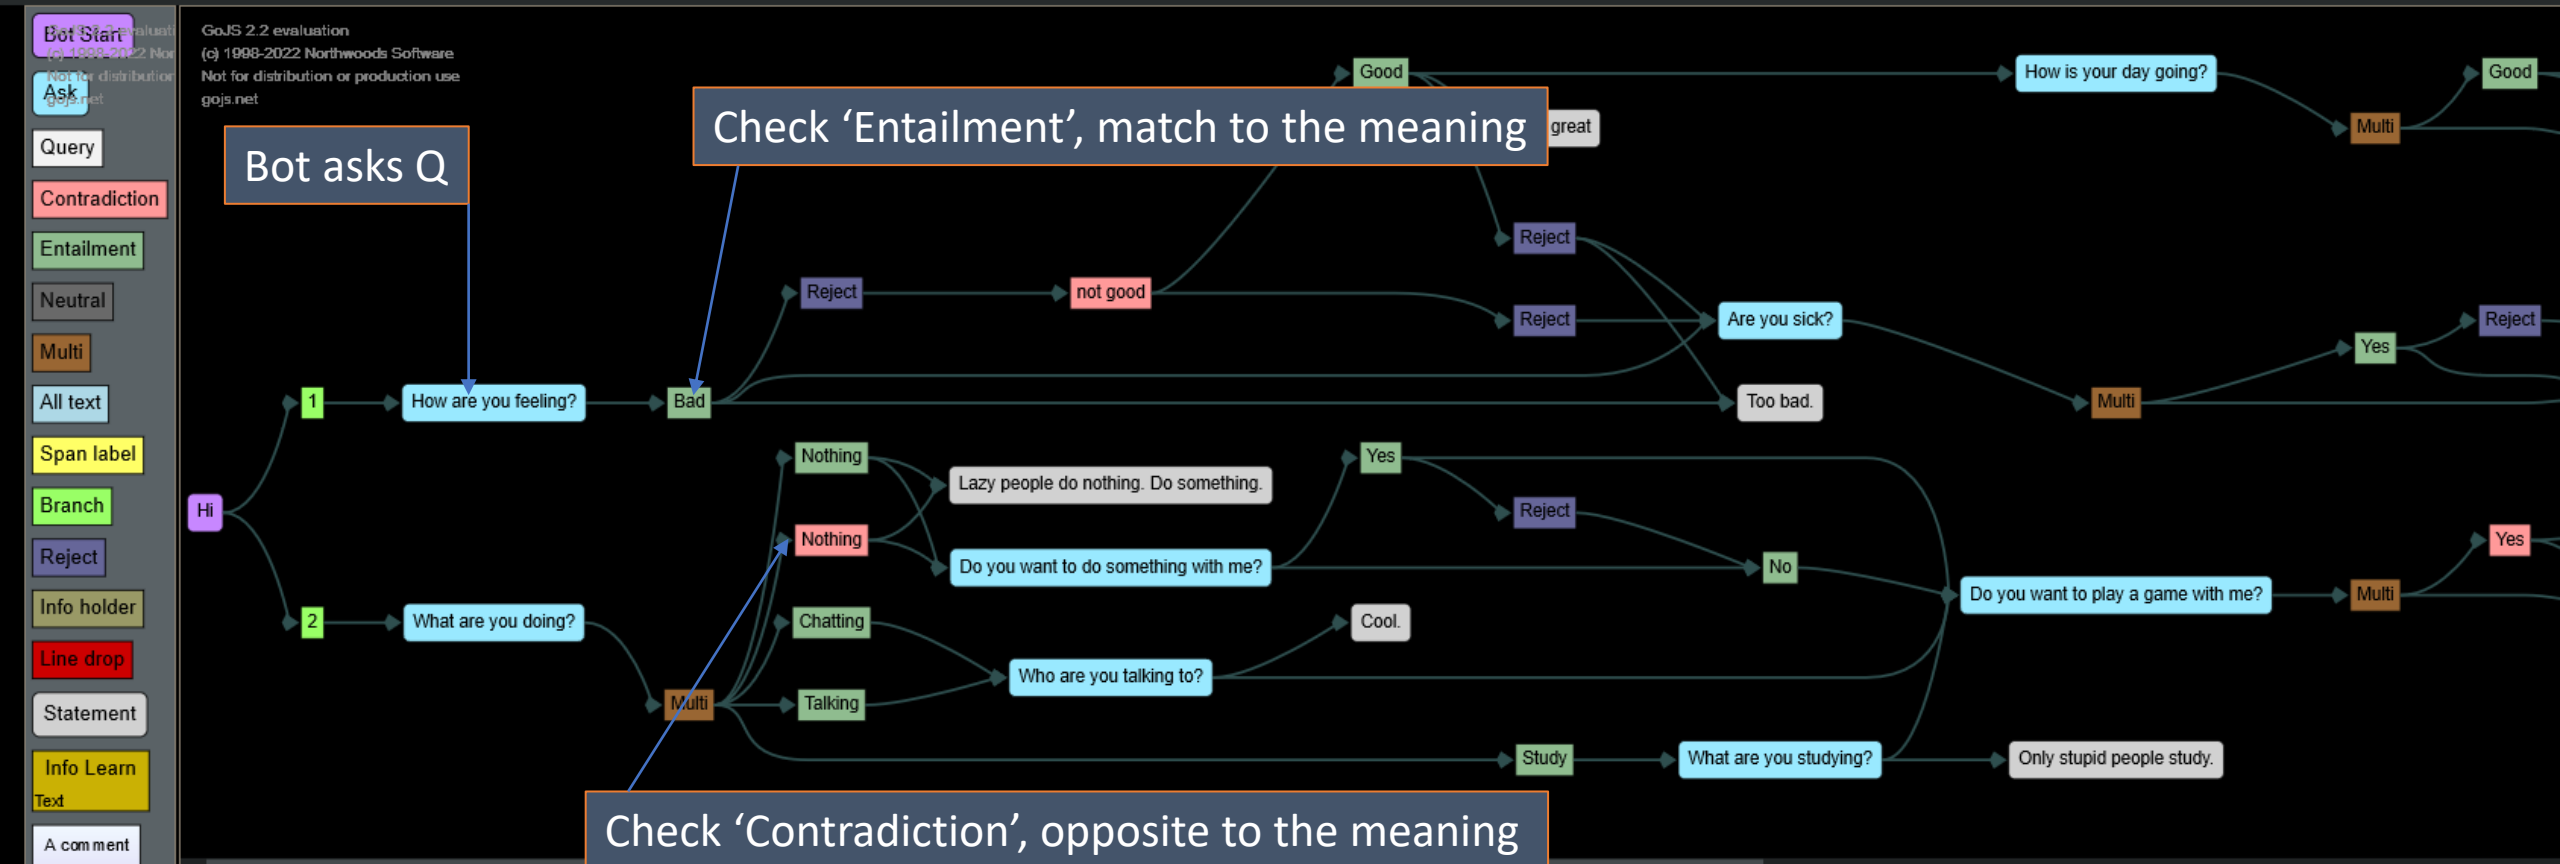 Bot Start
Ask
Query
Contradiction
Entailment
Neutral
Multi
All text
Span label
Branch
Reject
Info holder
Line drop
Statement
Info Learn
Text
A comment
GoJS 2.2 evaluation
(c) 1998-2022 Northwoods Software
Not for distribution or production use
gojs.net
Bot asks Q
Check ‘Entailment’, match to the meaning
Good
great
How is your day going?
Multi
Good
Reject
Reject
not good
Reject
Are you sick?
Yes
Reject
1
How are you feeling?
Bad
Too bad.
Multi
Nothing
Lazy people do nothing. Do something.
Yes
Reject
Hi
Nothing
Do you want to do something with me?
No
Yes
2
What are you doing?
Chatting
Cool.
Do you want to play a game with me?
Multi
Who are you talking to?
Multi
Talking
Study
What are you studying?
Only stupid people study.
Check ‘Contradiction’, opposite to the meaning